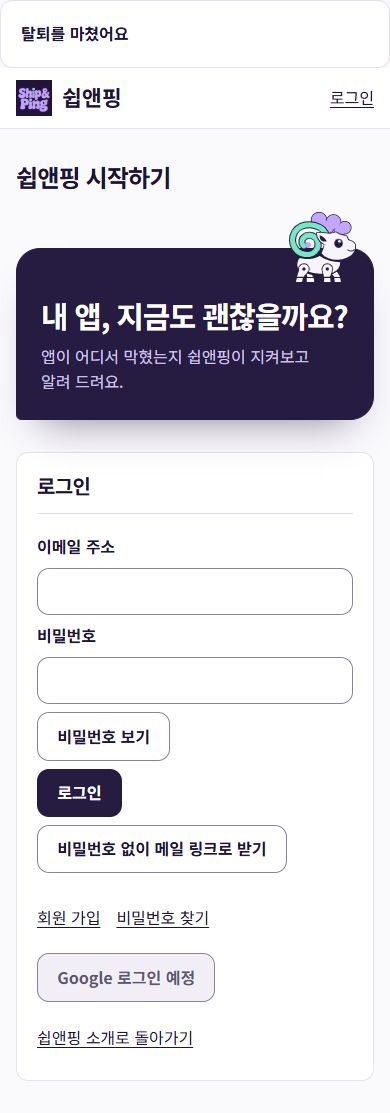 탈퇴를 마쳤어요
Ship&
Ping
쉽앤핑
로그인
쉽앤핑 시작하기
내 앱, 지금도 괜찮을까요?
앱이 어디서 막혔는지 쉽앤핑이 지켜보고
알려 드려요.
로그인
이메일 주소
비밀번호
비밀번호 보기
로그인
비밀번호 없이 메일 링크로 받기
회원 가입 비밀번호 찾기
Google 로그인 예정
쉽앤핑 소개로 돌아가기